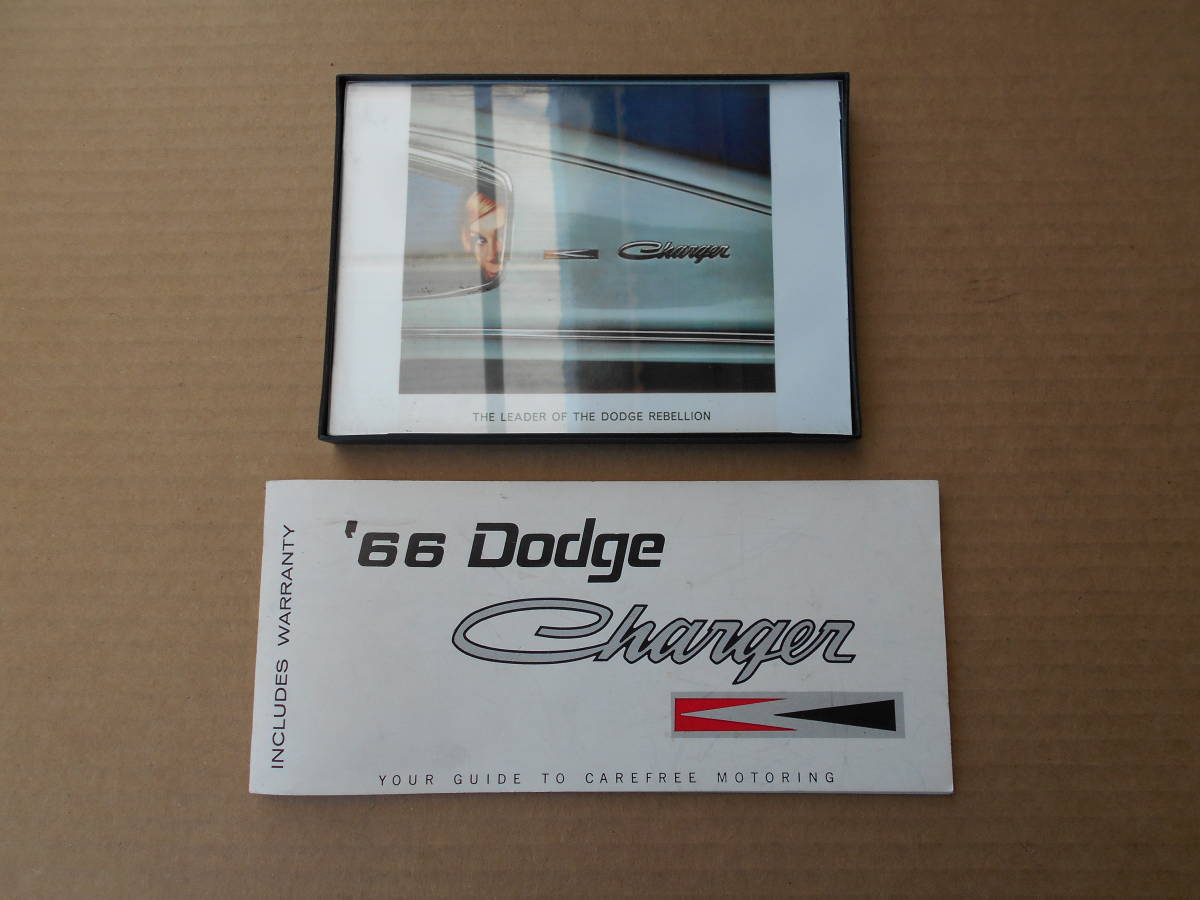 Charger
THE LEADER OF THE DODGE REBELLION
'66 Dodge
Charger
INCLUDES WARRANTY
YOUR GUIDE TO CAREFREE MOTORING